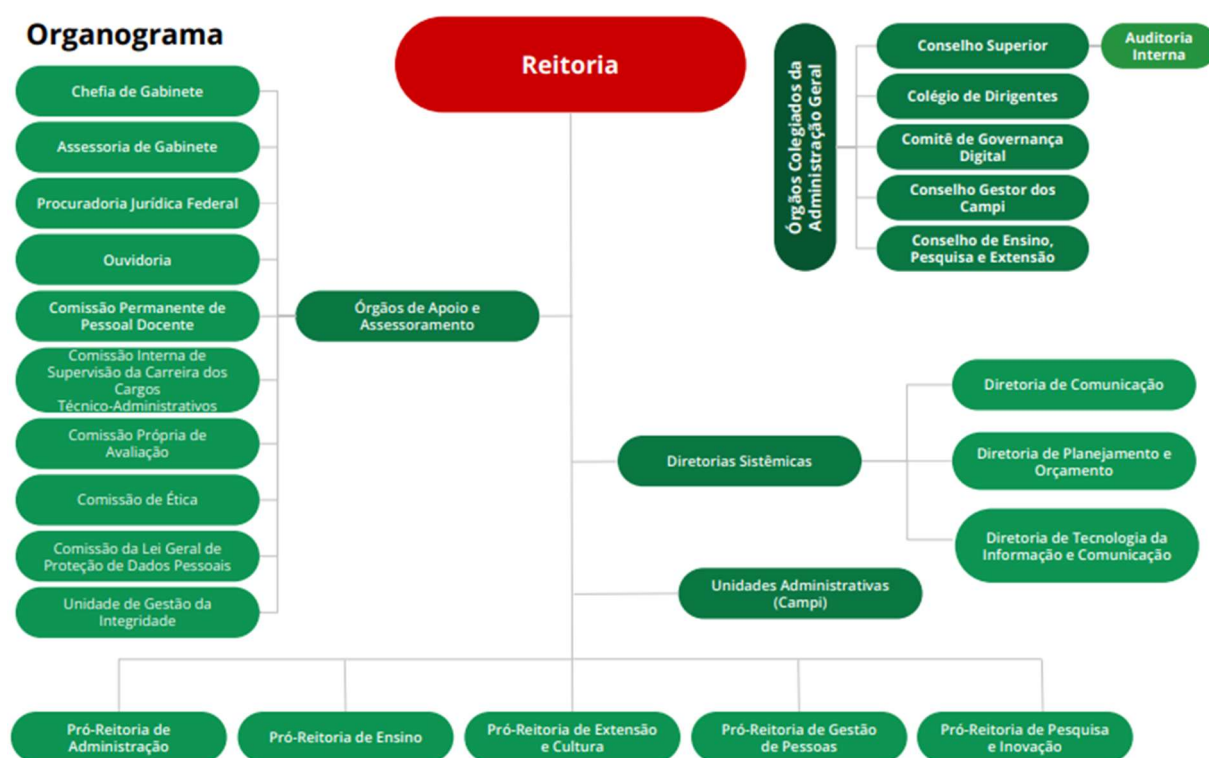 Organograma
Reitoria
Chefia de Gabinete
Assessoria de Gabinete
Procuradoria Jurídica Federal
Ouvidoria
Comissão Permanente de
Pessoal Docente
Comissão Interna de
Supervisão da Carreira dos
Cargos
Técnico-Administrativos
Comissão Própria de
Avaliação
Comissão de Ética
Comissão da Lei Geral de
Proteção de Dados Pessoais
Unidade de Gestão da
Integridade
Órgãos de Apoio e
Assessoramento
Órgãos Colegiados da
Administração Geral
Conselho Superior
Auditoria
Interna
Colégio de Dirigentes
Comitê de Governança
Digital
Conselho Gestor dos
Campi
Conselho de Ensino,
Pesquisa e Extensão
Diretorias Sistêmicas
Diretoria de Comunicação
Diretoria de Planejamento e
Orçamento
Diretoria de Tecnologia da
Informação e Comunicação
Unidades Administrativas
(Campi)
Pró-Reitoria de
Administração
Pró-Reitoria de Ensino
Pró-Reitoria de Extensão
e Cultura
Pró-Reitoria de Gestão
de Pessoas
Pró-Reitoria de Pesquisa
e Inovação